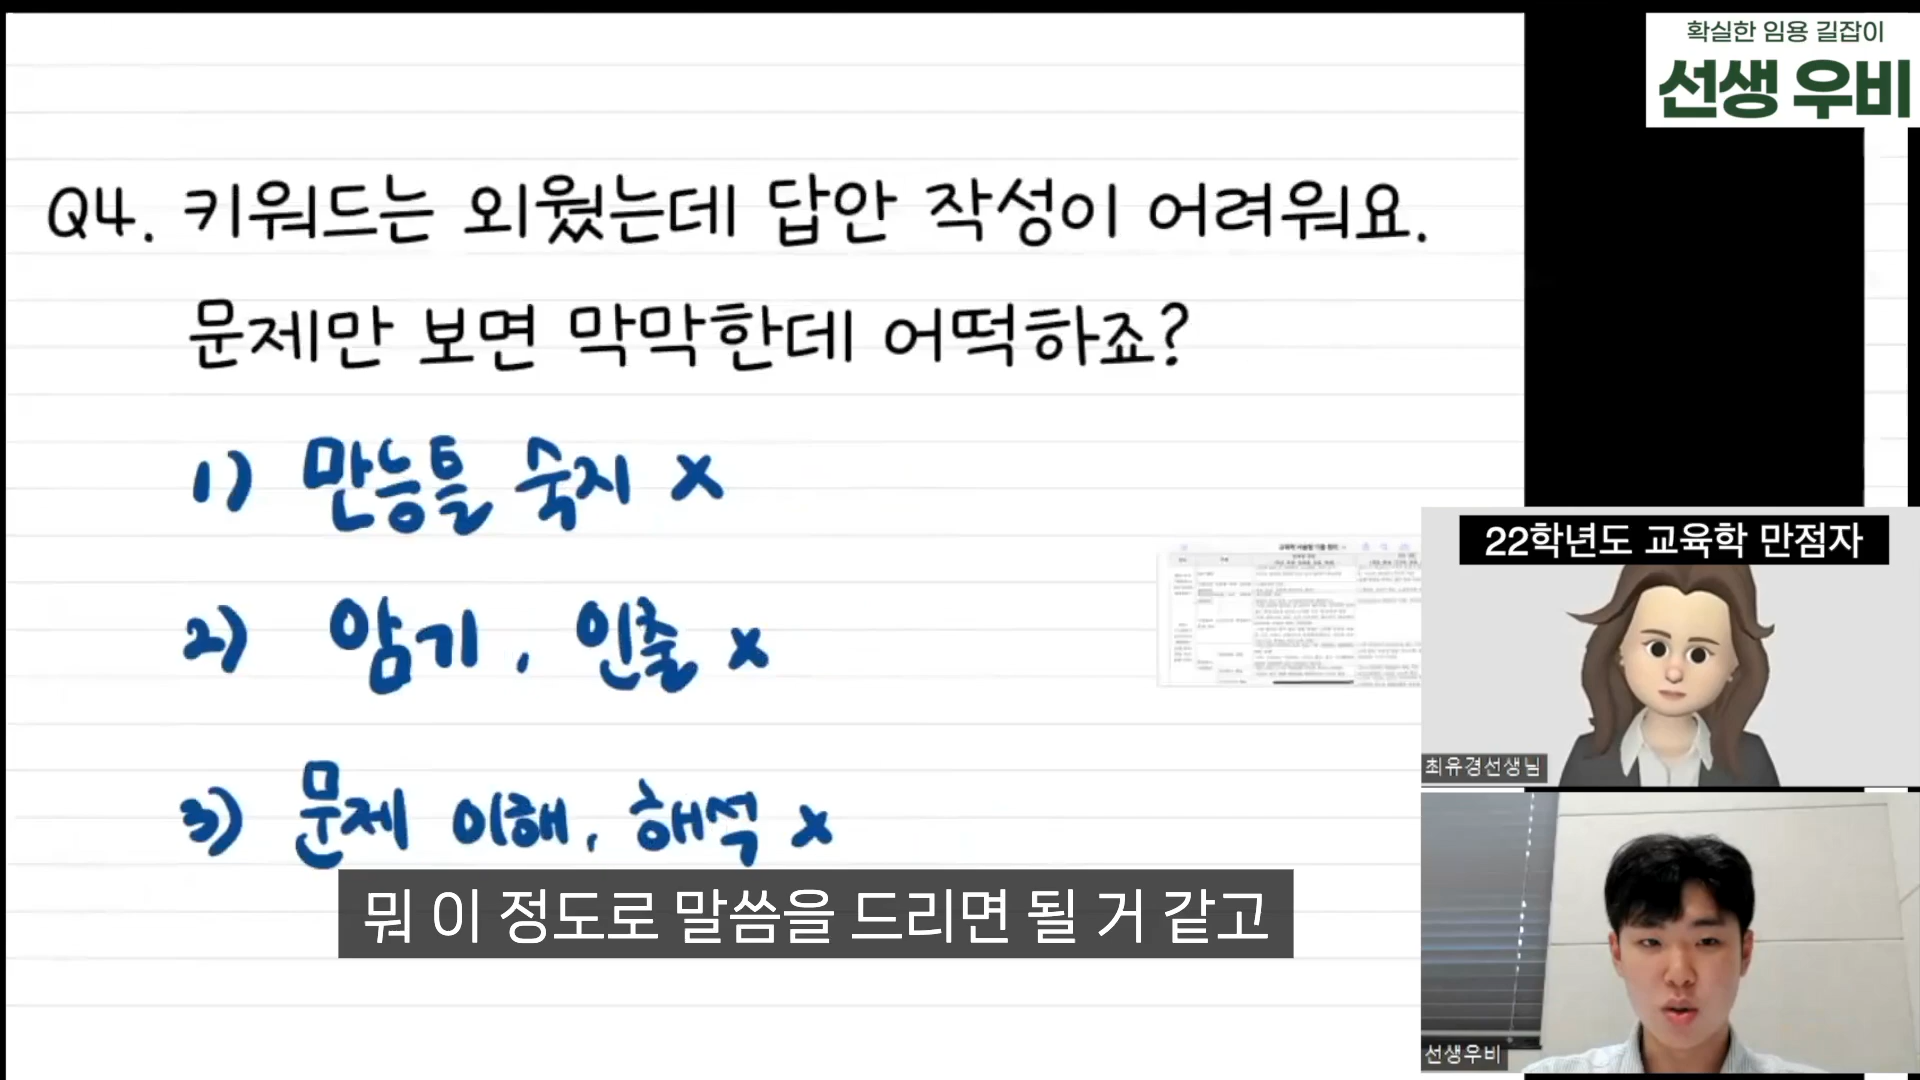 확실한 임용 길잡이
선생 우비
Q4. 키워드는 외웠는데 답안 작성이 어려워요.
문제만 보면 막막한데 어떡하죠?
1) 만능틀 숙지 x
2) 암기, 인출 x
3) 문제 이해, 해석 x
22학년도 교육학 만점자
최유경선생님
뭐 이 정도로 말씀을 드리면 될 거 같고
선생우비